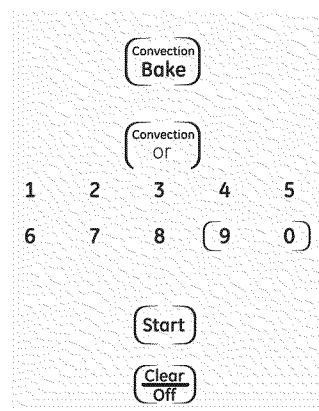 Convection
Bake
Convection
or
1 2 3 4 5
6 7 8 9 0
Start
Clear
Off